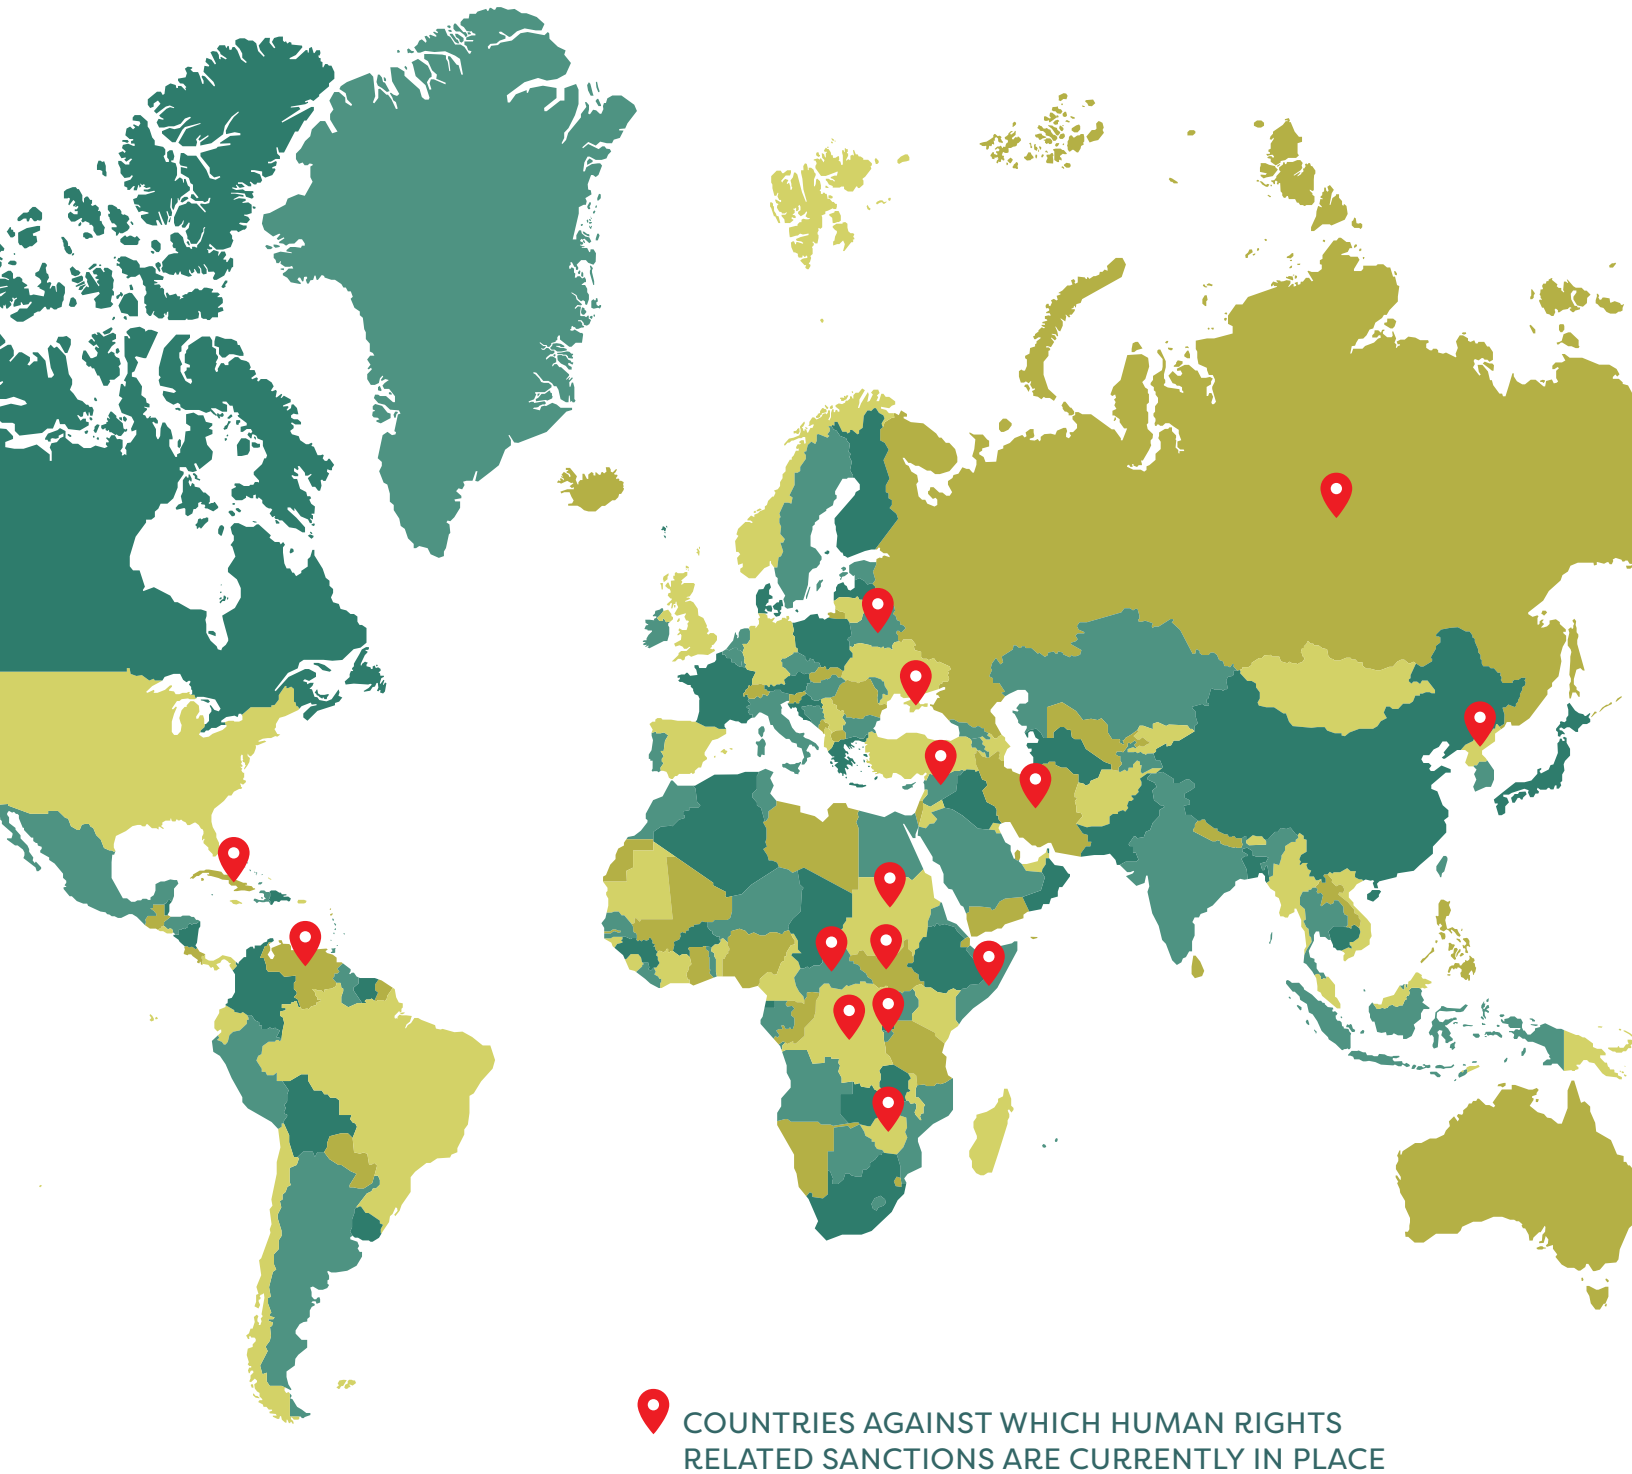 COUNTRIES AGAINST WHICH HUMAN RIGHTS
RELATED SANCTIONS ARE CURRENTLY IN PLACE